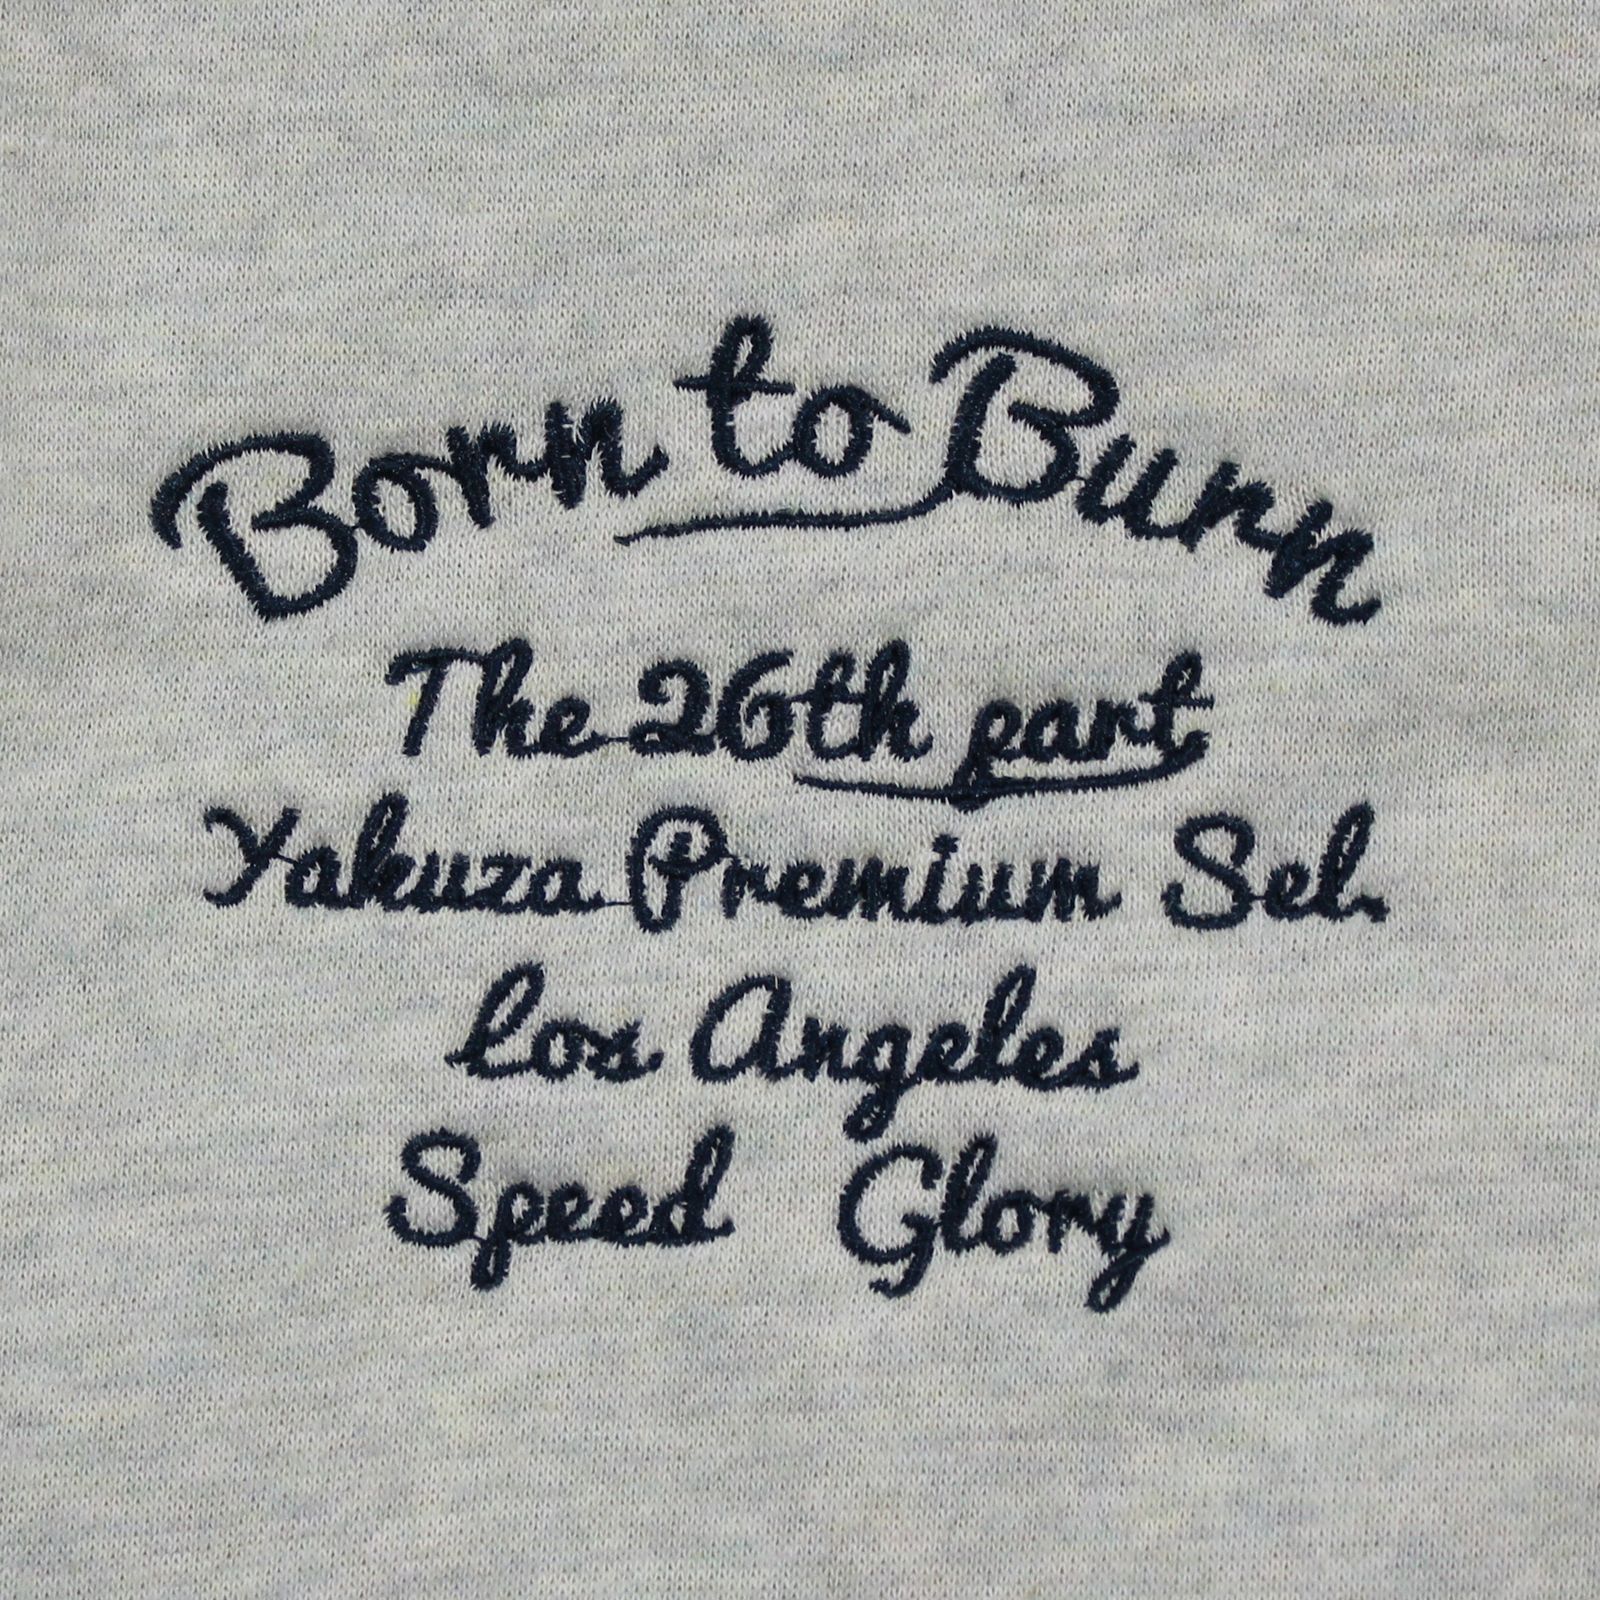 Born to Burn
The 26th part
Yakuza Premium Sel.
Los Angeles
Speed Glory